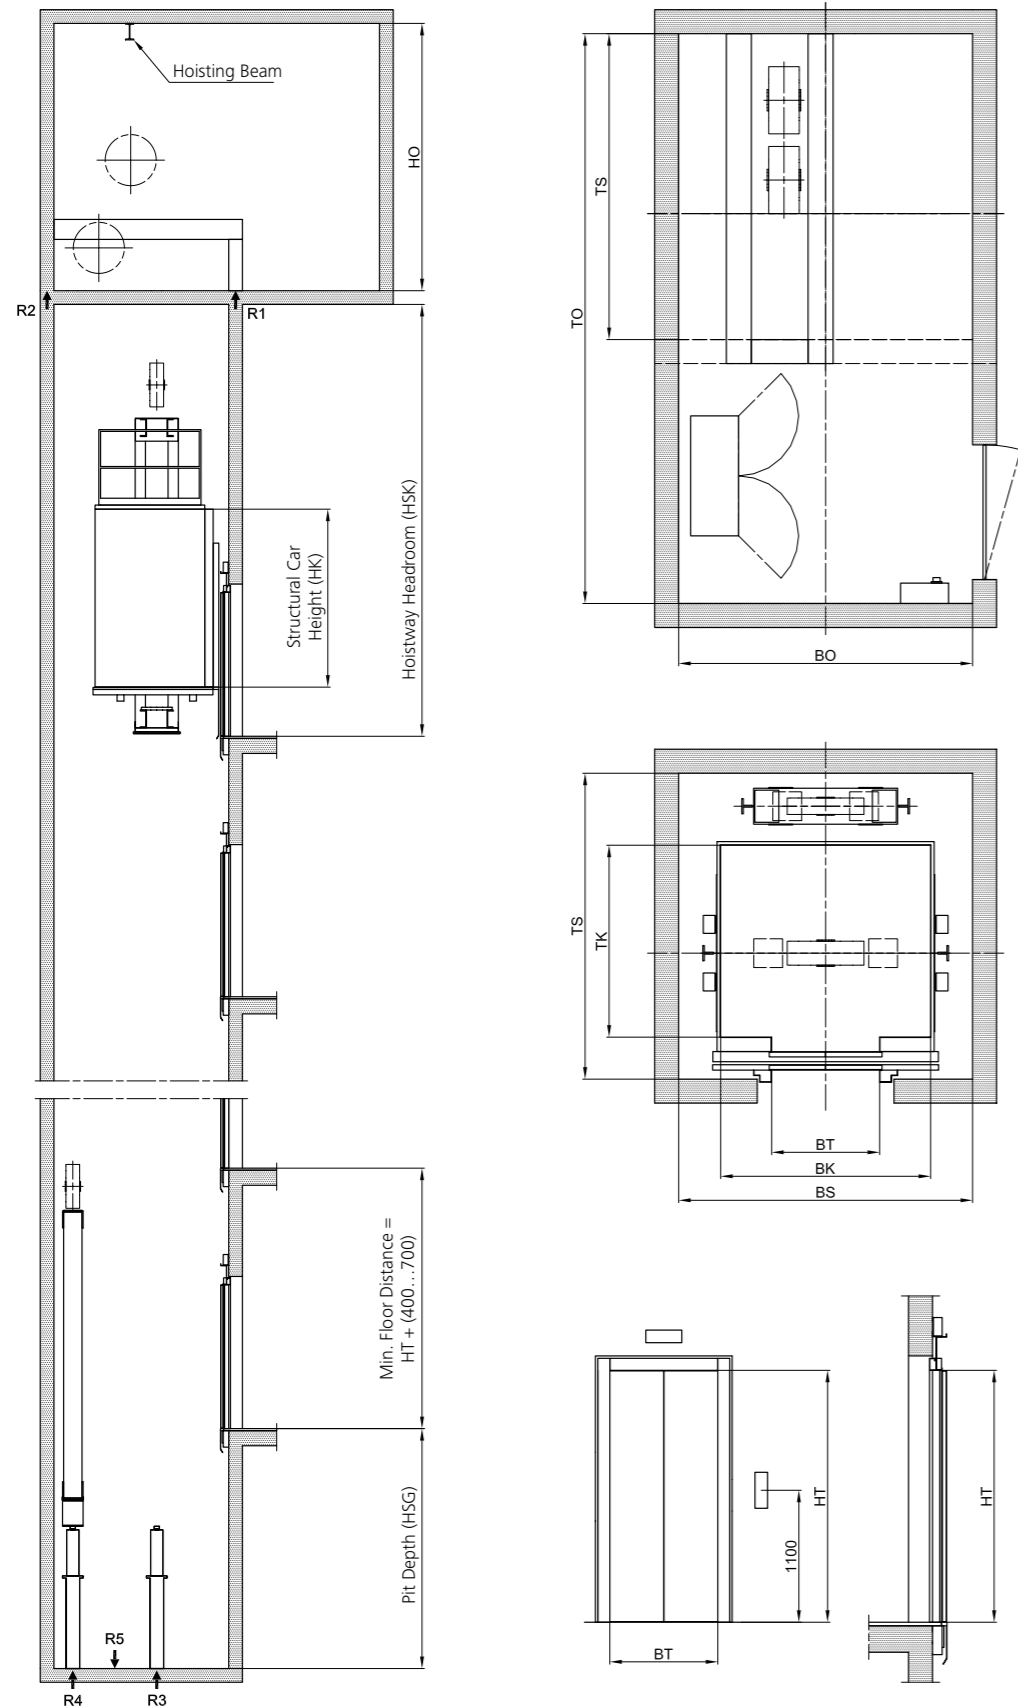 Hoisting Beam
HO
R2
R1
Structural Car
Height (HK)
Hoistway Headroom (HSK)
Min. Floor Distance =
HT + (400...700)
Pit Depth (HSG)
R5
R4
R3
TS
TO
BO
TS
TK
BT
BK
BS
HT
1100
BT
HT